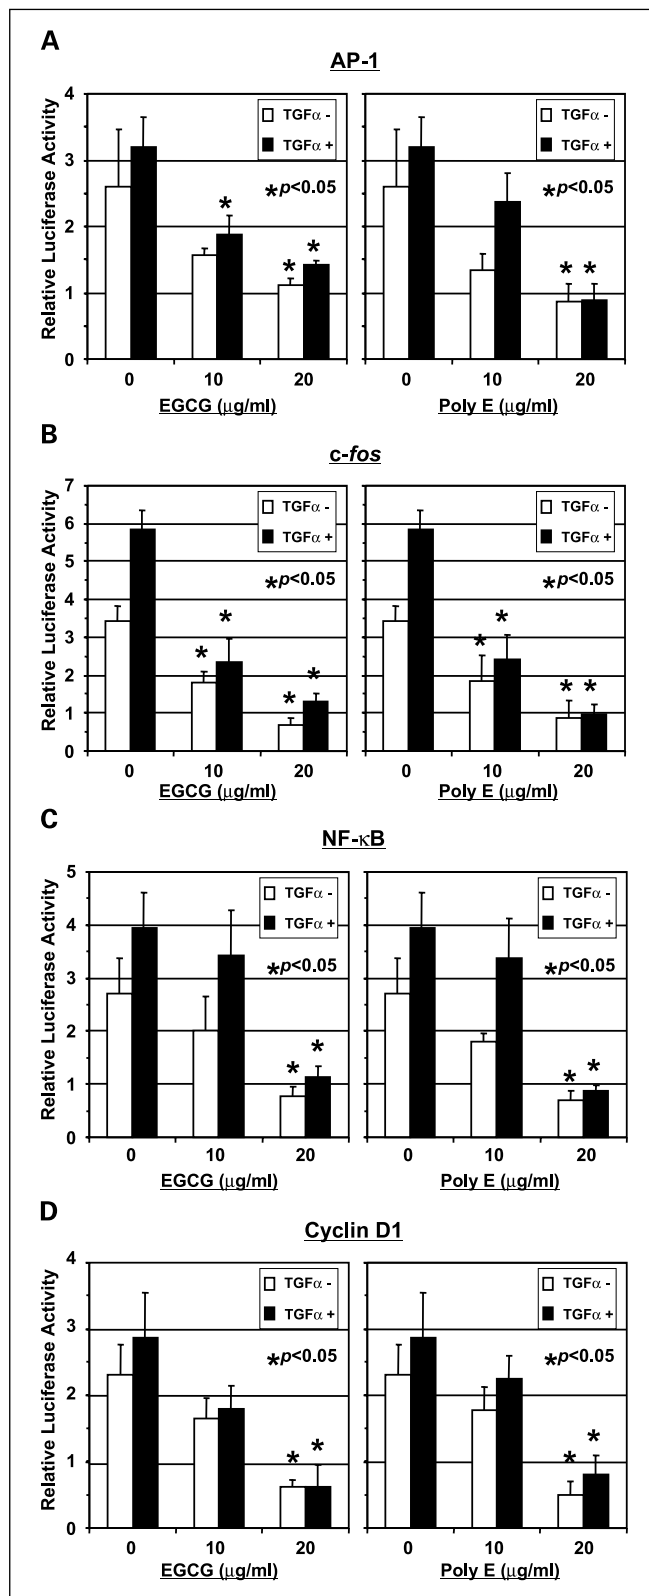 A
AP-1
Relative Luciferase Activity
4
3
2
1
0
TGFα -
TGFα +
*p<0.05
* * *
0 10 20
EGCG (μg/ml)
TGFα -
TGFα +
*p<0.05
* *
0 10 20
Poly E (μg/ml)
B
c-fos
Relative Luciferase Activity
7
6
5
4
3
2
1
0
TGFα -
TGFα +
*p<0.05
* * * *
0 10 20
EGCG (μg/ml)
TGFα -
TGFα +
*p<0.05
* * * *
0 10 20
Poly E (μg/ml)
C
NF-κB
Relative Luciferase Activity
5
4
3
2
1
0
TGFα -
TGFα +
*p<0.05
* *
0 10 20
EGCG (μg/ml)
TGFα -
TGFα +
*p<0.05
* *
0 10 20
Poly E (μg/ml)
D
Cyclin D1
Relative Luciferase Activity
4
3
2
1
0
TGFα -
TGFα +
*p<0.05
* *
0 10 20
EGCG (μg/ml)
TGFα -
TGFα +
*p<0.05
* *
0 10 20
Poly E (μg/ml)